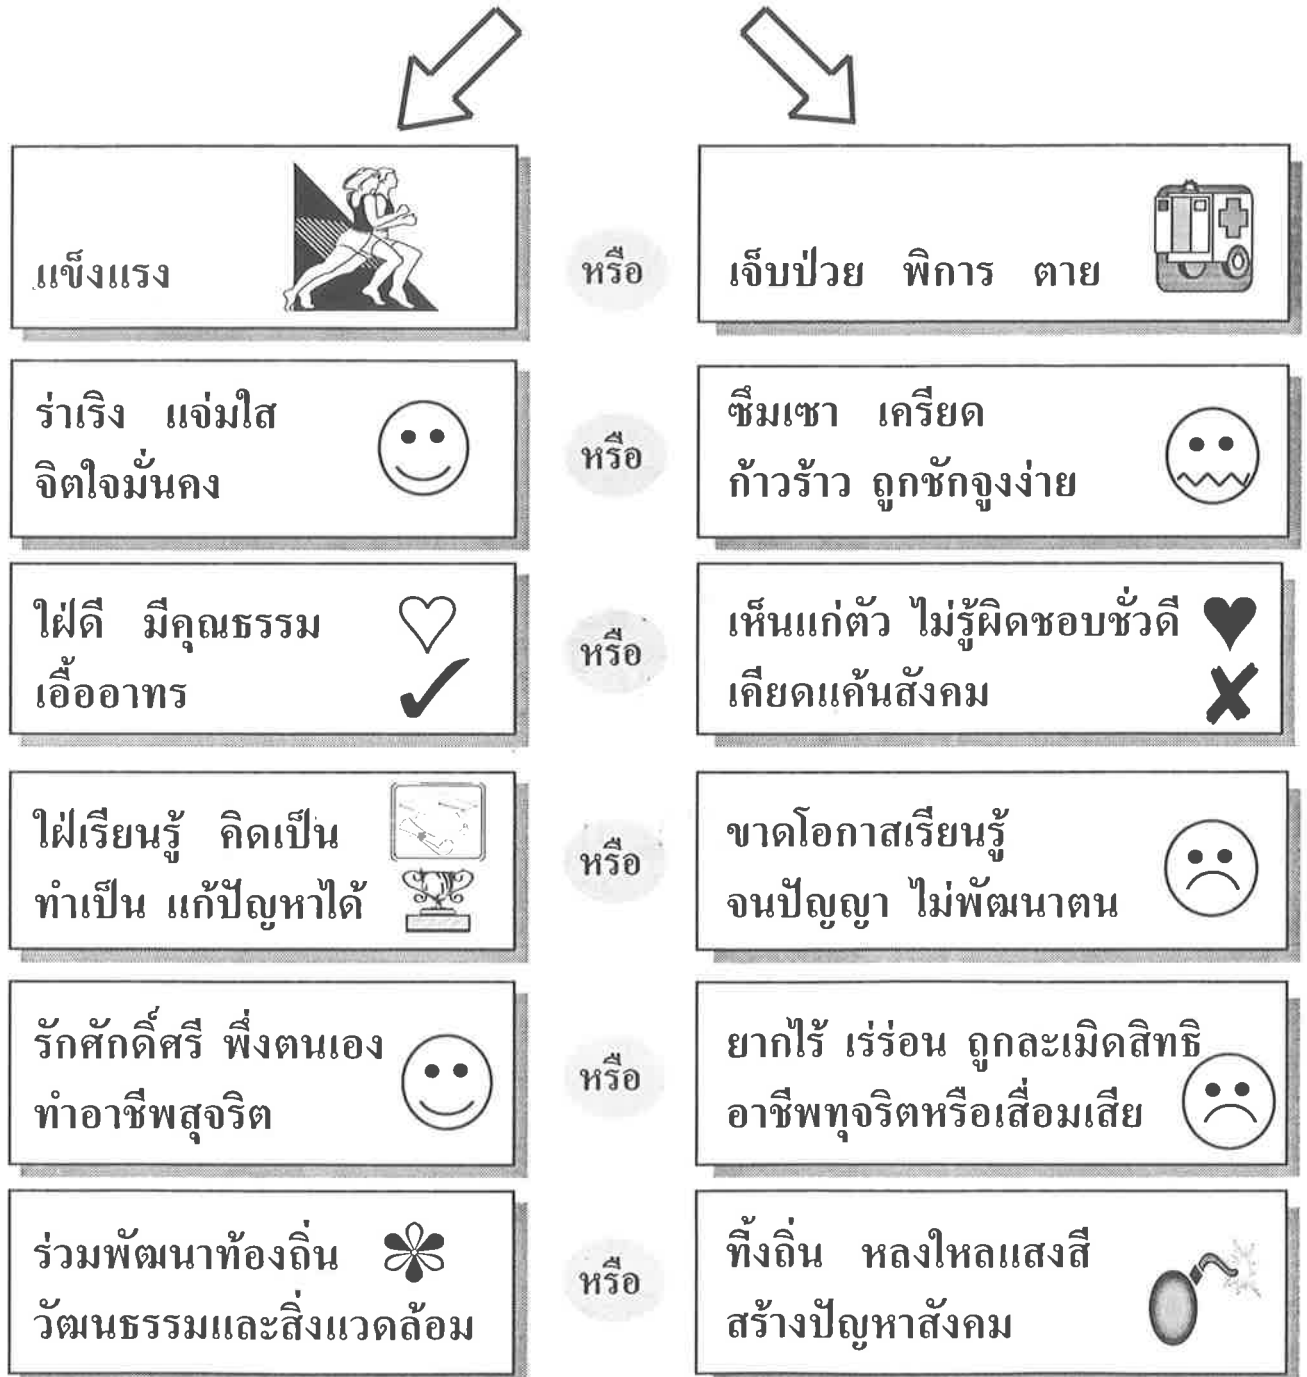 แข็งแรง
หรือ
เจ็บป่วย พิการ ตาย
ร่าเริง แจ่มใส
จิตใจมั่นคง
หรือ
ซึมเซา เครียด
ก้าวร้าว ถูกชักจูงง่าย
ใฝ่ดี มีคุณธรรม
เอื้ออาทร
หรือ
เห็นแก่ตัว ไม่รู้ผิดชอบชั่วดี
เคียดแค้นสังคม
ใฝ่เรียนรู้ คิดเป็น
ทำเป็น แก้ปัญหาได้
หรือ
ขาดโอกาสเรียนรู้
จนปัญญา ไม่พัฒนาตน
รักศักดิ์ศรี พึ่งตนเอง
ทำอาชีพสุจริต
หรือ
ยากไร้ เร่ร่อน ถูกละเมิดสิทธิ
อาชีพทุจริตหรือเสื่อมเสีย
ร่วมพัฒนาท้องถิ่น
วัฒนธรรมและสิ่งแวดล้อม
หรือ
ทิ้งถิ่น หลงใหลแสงสี
สร้างปัญหาสังคม